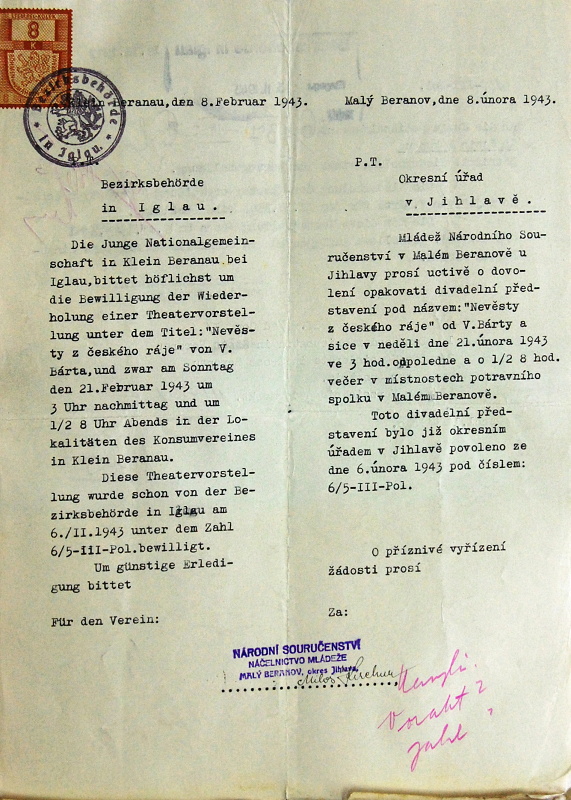 8
K
Bezirksbehörde
in Iglau.
Klein Beranau, den 8.Februar 1943.
Bezirksbehörde
in Iglau.
Die Junge Nationalgemein-
schaft in Klein Beranau bei
Iglau, bittet höflichst um
die Bewilligung der Wieder-
holung einer Theatervorstel-
lung unter dem Titel:"Nevěs-
ty z českého ráje" von V.
Bárta, und zwar am Sonntag
den 21.Februar 1943 um
3 Uhr nachmittag und um
1/2 8 Uhr Abends in der Lo-
kalitäten des Konsumvereines
in Klein Beranau.
Diese Theatervorstel-
lung wurde schon von der Be-
zirksbehörde in Iglau am
6./II.1943 unter dem Zahl
6/5-III-Pol.bewilligt.
Um günstige Erledi-
gung bittet
Für den Verein:
Malý Beranov, dne 8.února 1943.
P.T.
Okresní úřad
v Jihlavě.
Mládež Národního Sou-
ručenství v Malém Beranově u
Jihlavy prosí uctivě o dovo-
lení opakovati divadelní před-
stavení pod názvem:"Nevěsty
z českého ráje" od V.Bárty a
sice v neděli dne 21.února 1943
ve 3 hod.odpoledne a o 1/2 8 hod.
večer v místnostech potravního
spolku v Malém Beranově.
Toto divadelní před-
stavení bylo již okresním
úřadem v Jihlavě povoleno ze
dne 6.února 1943 pod číslem:
6/5-III-Pol.
O příznivé vyřízení
žádosti prosí
Za:
NÁRODNÍ SOURUČENSTVÍ
NÁČELNICTVO MLÁDEŽE
MALÝ BERANOV, okres Jihlava.
Miloš